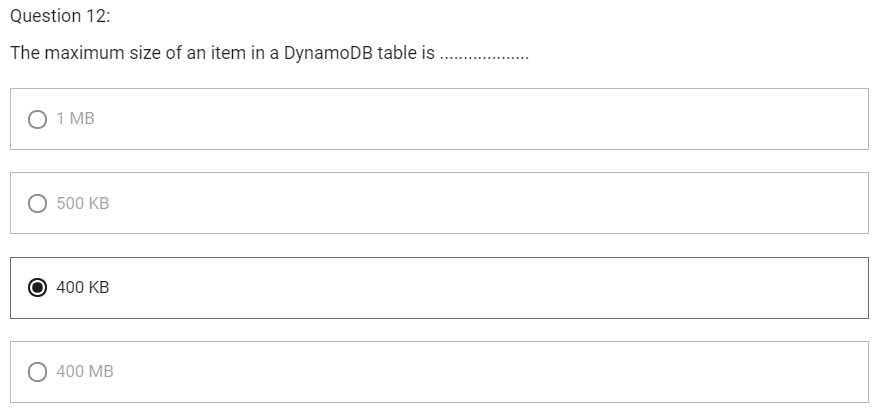 Question 12:
The maximum size of an item in a DynamoDB table is ...................
1 MB
500 KB
400 KB
400 MB